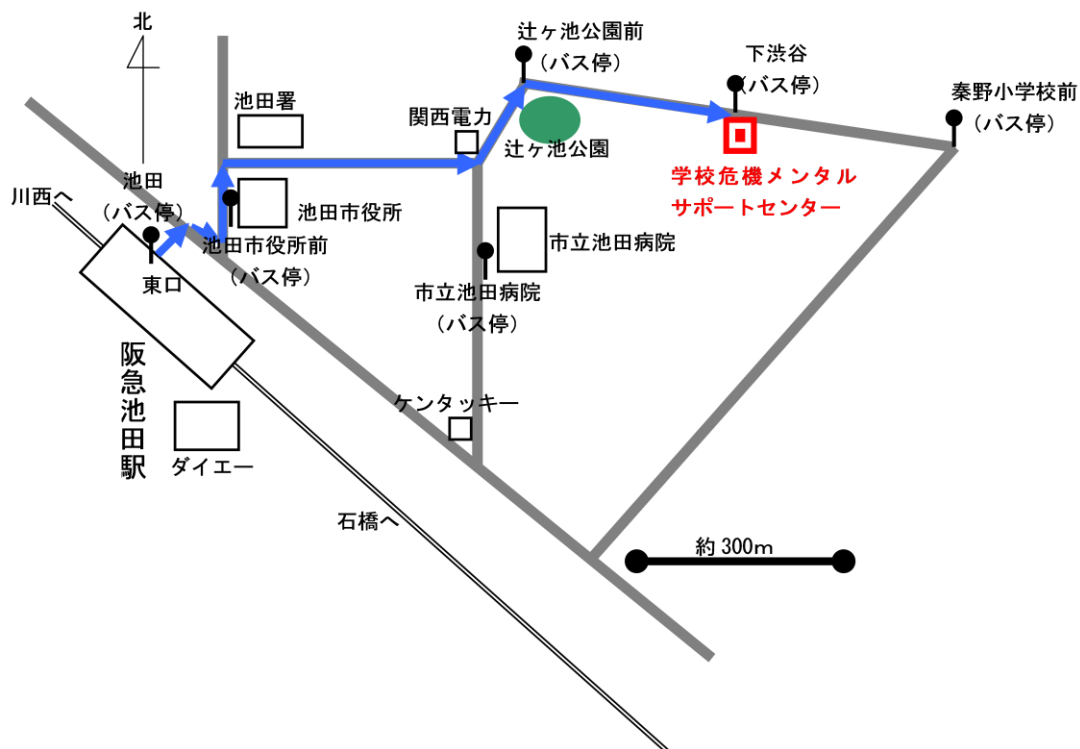 北
辻ヶ池公園前
(バス停)
下渋谷
(バス停)
秦野小学校前
(バス停)
池田署
関西電力
辻ヶ池公園
学校危機メンタル
サポートセンター
川西へ
池田
(バス停)
池田市役所
池田市役所前
(バス停)
東口
市立池田病院
市立池田病院
(バス停)
阪急池田駅
ケンタッキー
ダイエー
石橋へ
約300m